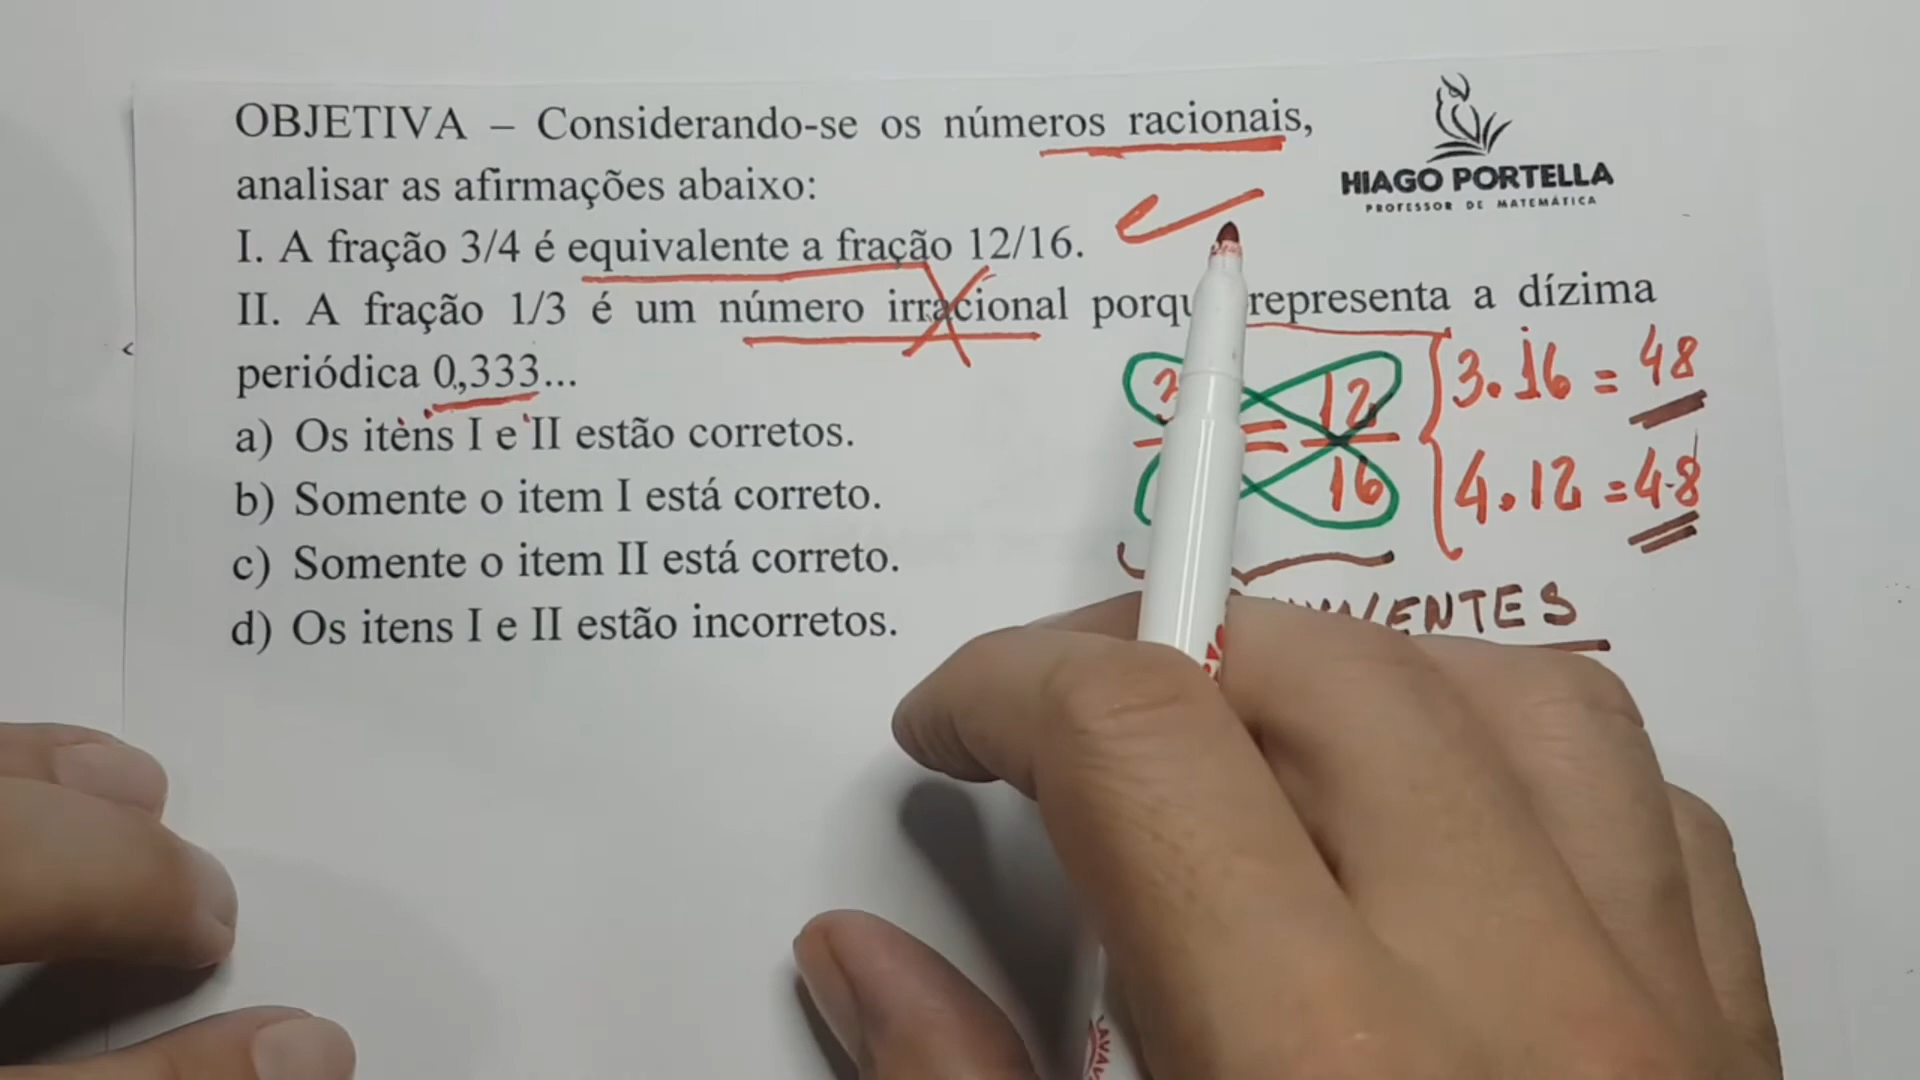 OBJETIVA – Considerando-se os números racionais,
analisar as afirmações abaixo:
I. A fração 3/4 é equivalente a fração 12/16.
II. A fração 1/3 é um número irracional representa a dízima
periódica 0,333...
a) Os itens I e II estão corretos.
b) Somente o item I está correto.
c) Somente o item II está correto.
d) Os itens I e II estão incorretos.
HIAGO PORTELLA
PROFESSOR DE MATEMÁTICA
3 = 12
16
3 . 16 = 48
4 . 12 = 48